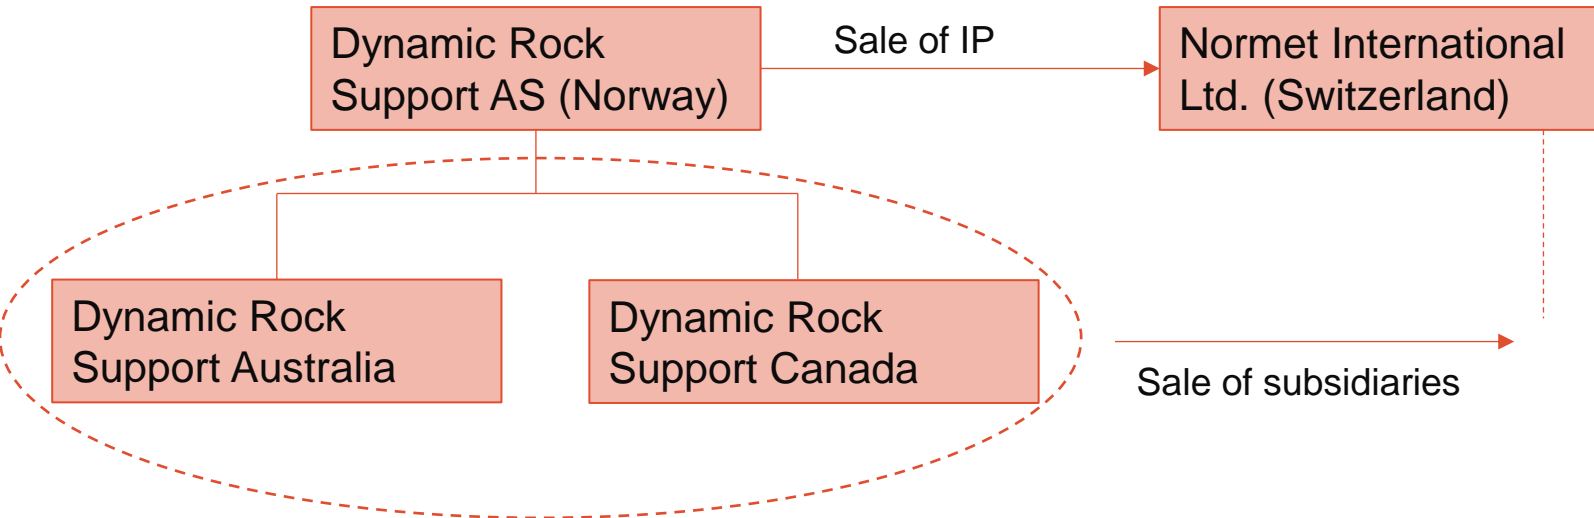 Dynamic Rock
Support AS (Norway)
Sale of IP
Normet International
Ltd. (Switzerland)
Dynamic Rock
Support Australia
Dynamic Rock
Support Canada
Sale of subsidiaries